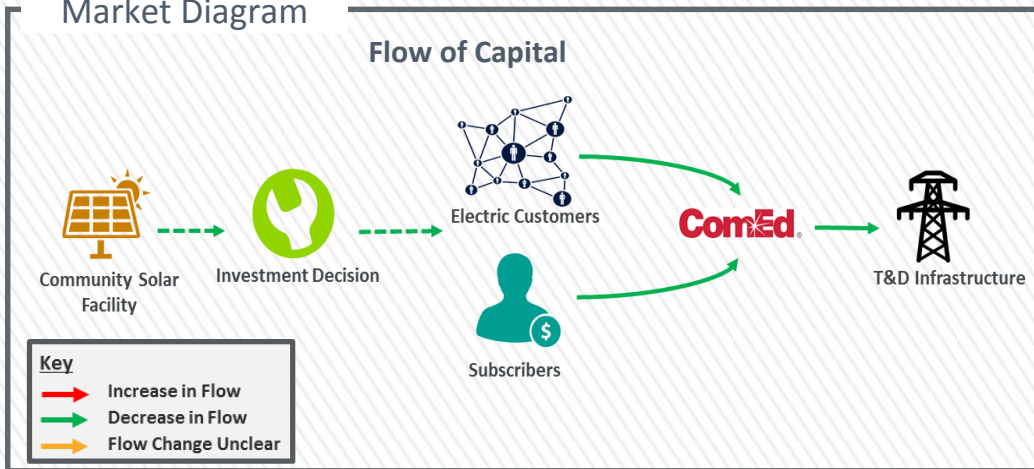 Market Diagram
Flow of Capital
Electric Customers
ComEd®
Community Solar
Facility
Investment Decision
T&D Infrastructure
$
Subscribers
Key
Increase in Flow
Decrease in Flow
Flow Change Unclear